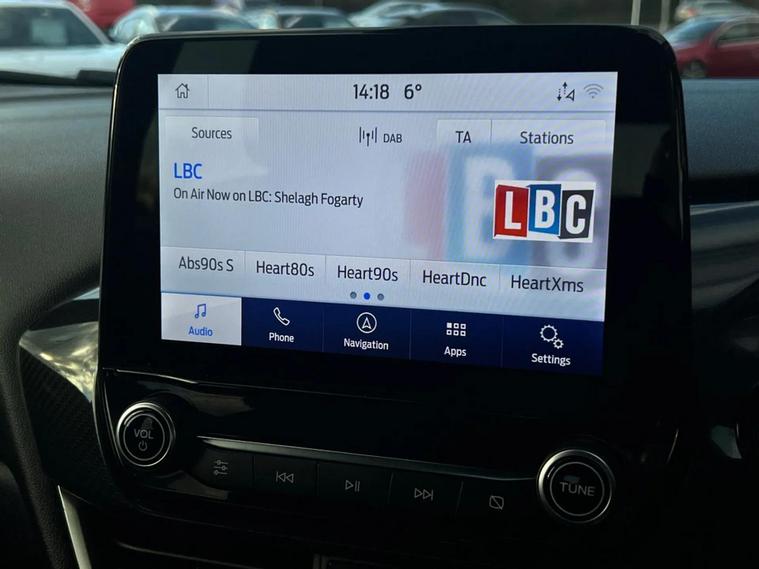 14:18 6°
Sources DAB TA Stations
LBC
On Air Now on LBC: Shelagh Fogarty
LBC
Abs90s S Heart80s Heart90s HeartDnc HeartXms
Audio Phone Navigation Apps Settings
VOL
TUNE